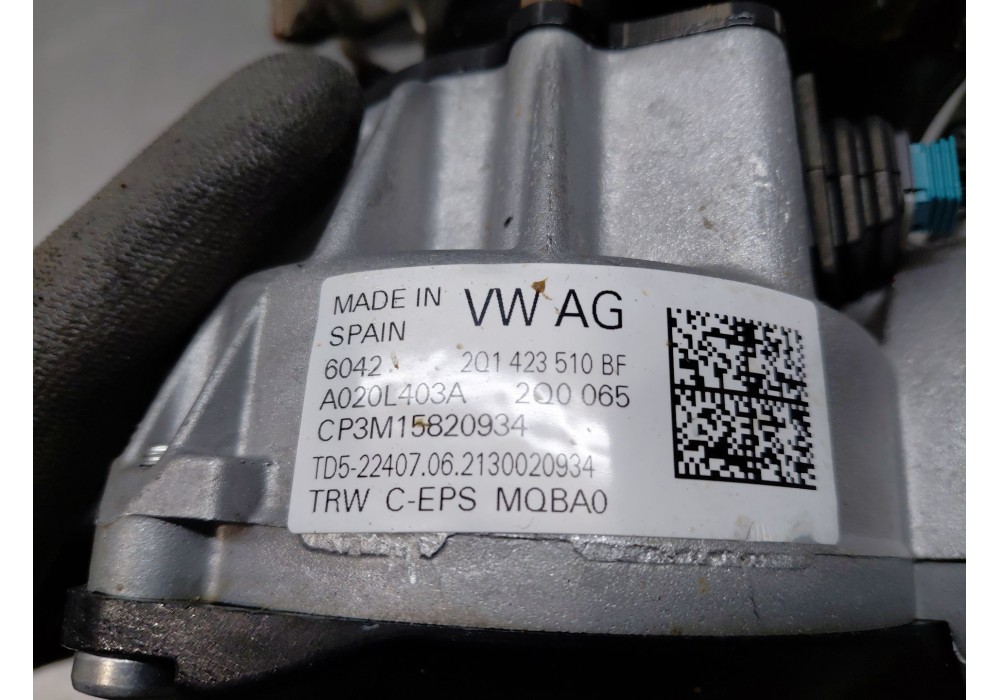 MADE IN VW AG
SPAIN
6042 2Q1 423 510 BF
A020L403A 2Q0 065
CP3M15820934
TD5-22407.06.2130020934
TRW C-EPS MQBA0